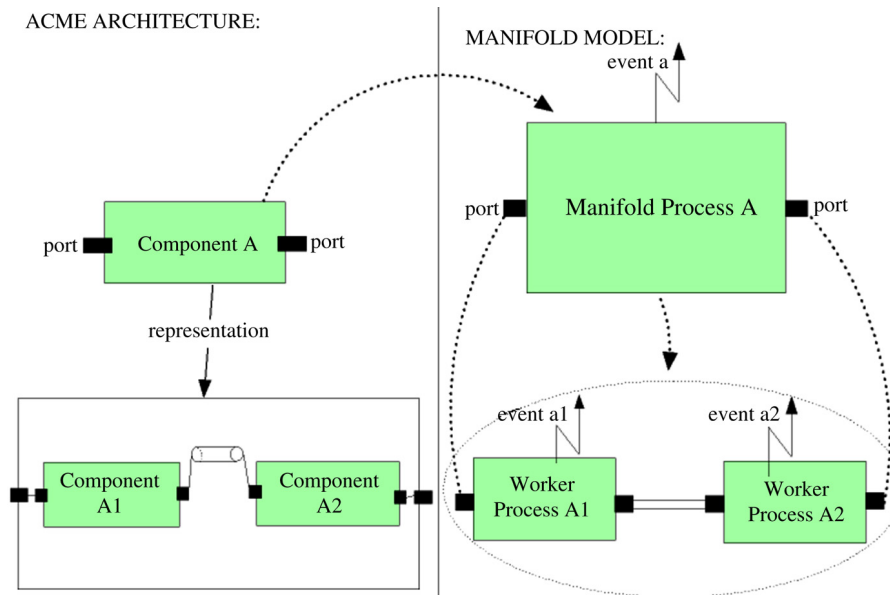 ACME ARCHITECTURE:
port
Component A
port
representation
Component
A1
Component
A2
MANIFOLD MODEL:
event a
port
Manifold Process A
port
event a1
event a2
Worker
Process A1
Worker
Process A2